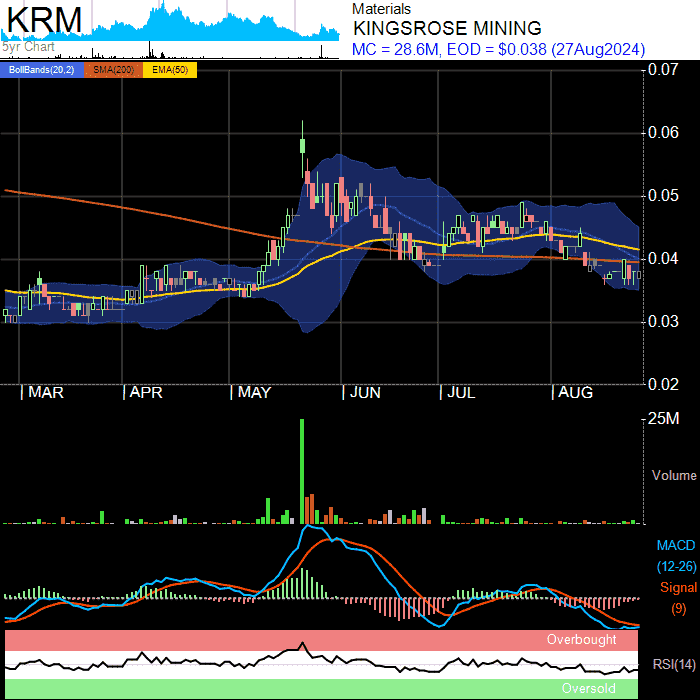 KRM
5yr Chart
Materials
KINGSROSE MINING
MC = 28.6M, EOD = $0.038 (27Aug2024)
BollBands(20,2) SMA(200) EMA(50)
0.07
0.06
0.05
0.04
0.03
0.02
MAR APR MAY JUN JUL AUG
25M
Volume
MACD
(12-26)
Signal
(9)
Overbought
RSI(14)
Oversold